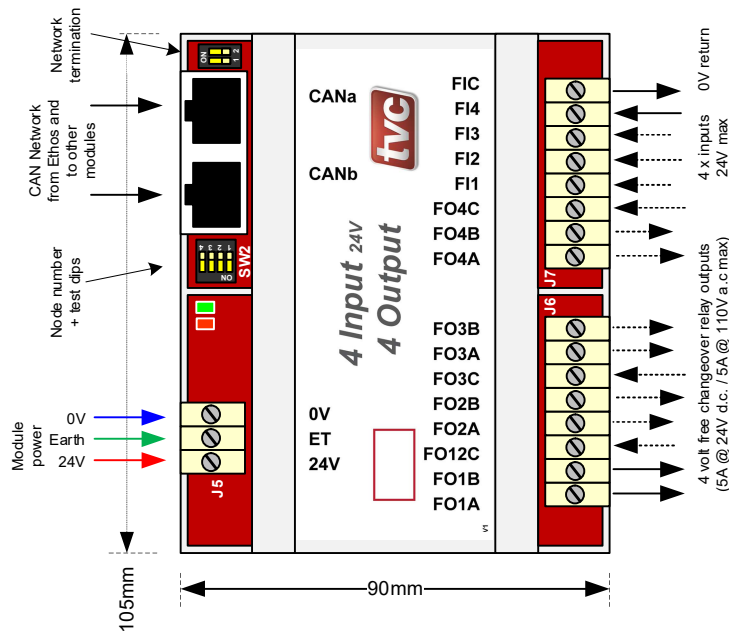 Network
termination
CAN Network
from Ethos and
to other
modules
Node number
+ test dips
Module
power
0V
Earth
24V
105mm
90mm
ON
1 2
CANa
CANb
tvc
4 3 2 1
ON
SW2
4 Input 24V
4 Output
0V
ET
24V
J5
FIC
FI4
FI3
FI2
FI1
FO4C
FO4B
FO4A
FO3B
FO3A
FO3C
FO2B
FO2A
FO12C
FO1B
FO1A
V1
J7
J6
0V return
4 x inputs
24V max
4 volt free changeover relay outputs
(5A @ 24V d.c. / 5A @ 110V a.c max)